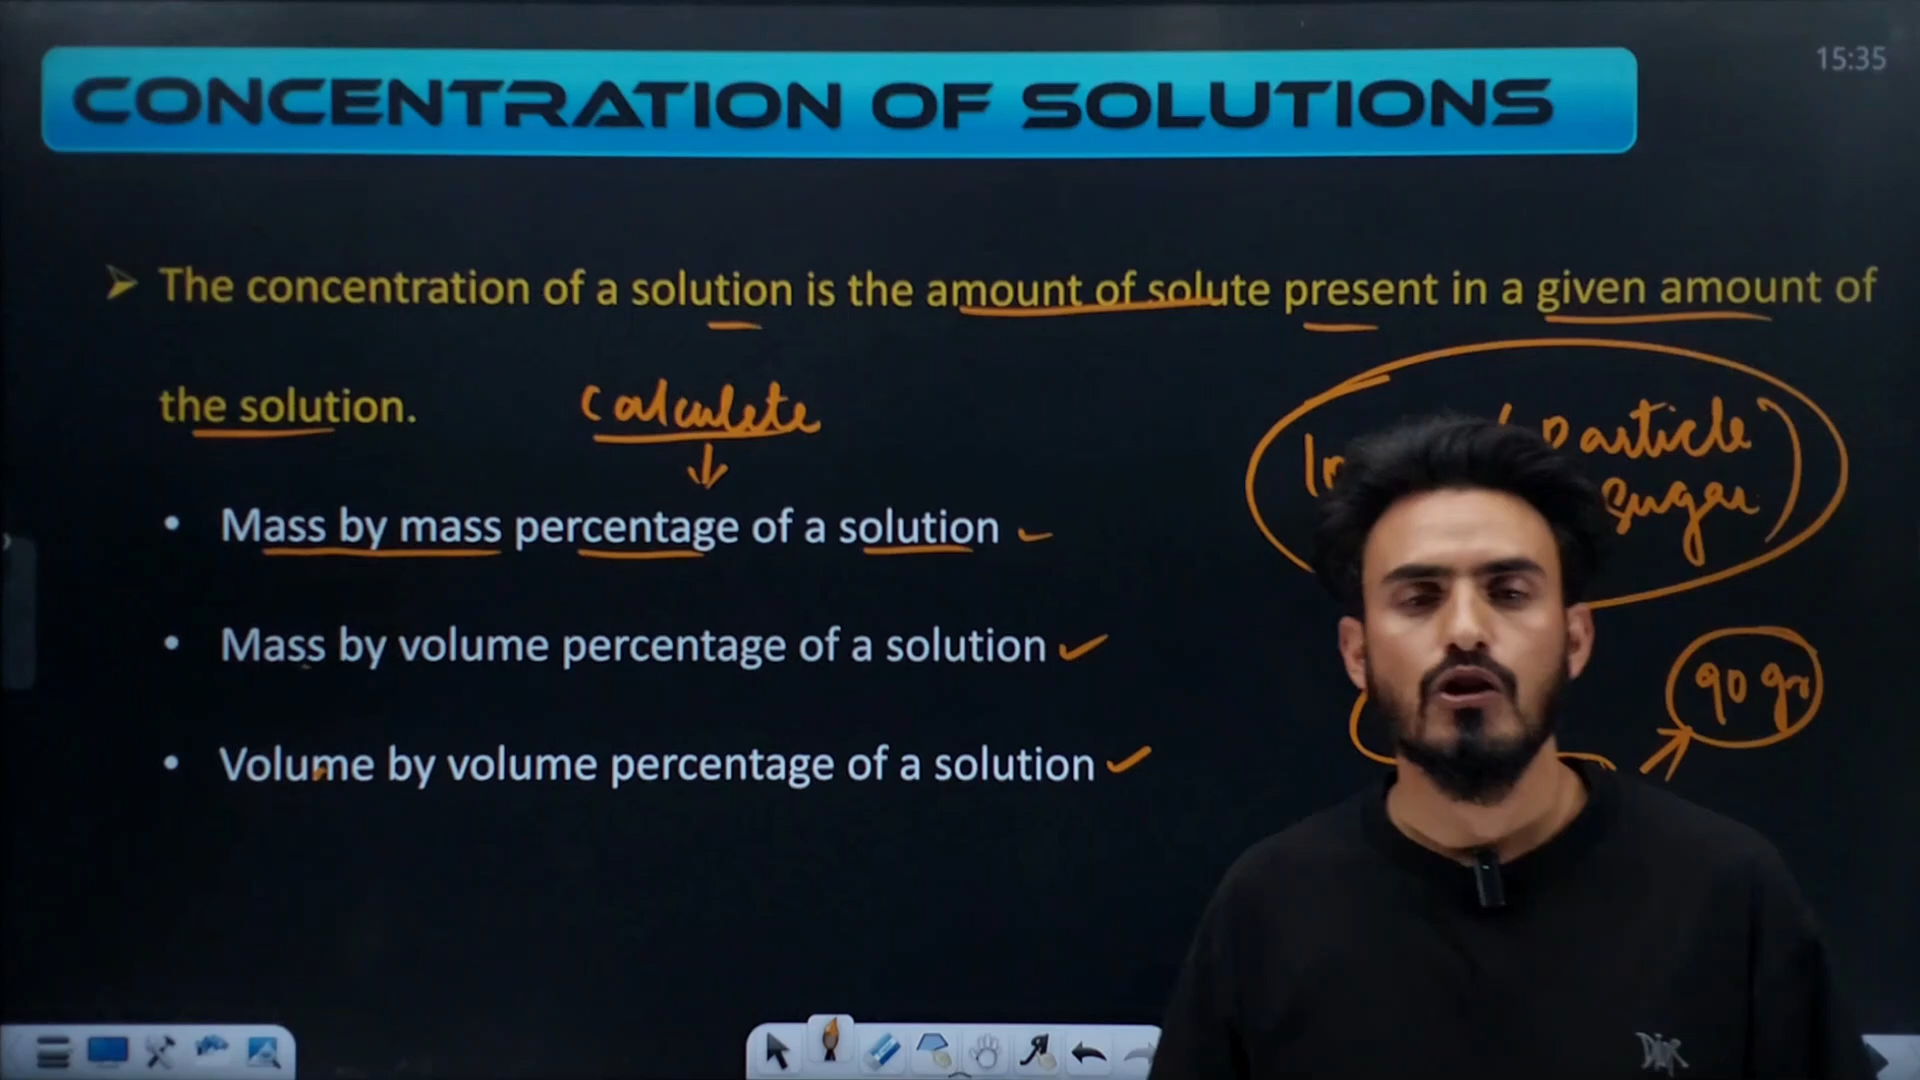 15:35
CONCENTRATION OF SOLUTIONS
➤ The concentration of a solution is the amount of solute present in a given amount of
the solution.
Calculete
particle
sugar
• Mass by mass percentage of a solution
• Mass by volume percentage of a solution
90 gm
• Volume by volume percentage of a solution